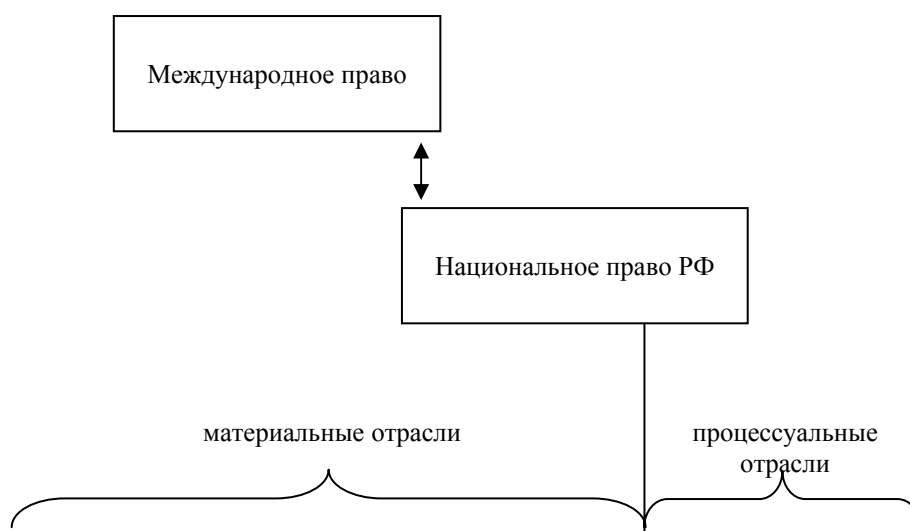 Международное право
Национальное право РФ
материальные отрасли
процессуальные
отрасли